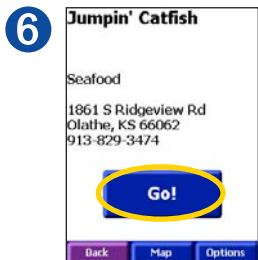 6
Jumpin' Catfish
Seafood
1861 S Ridgeview Rd
Olathe, KS 66062
913-829-3474
Go!
Back Map Options